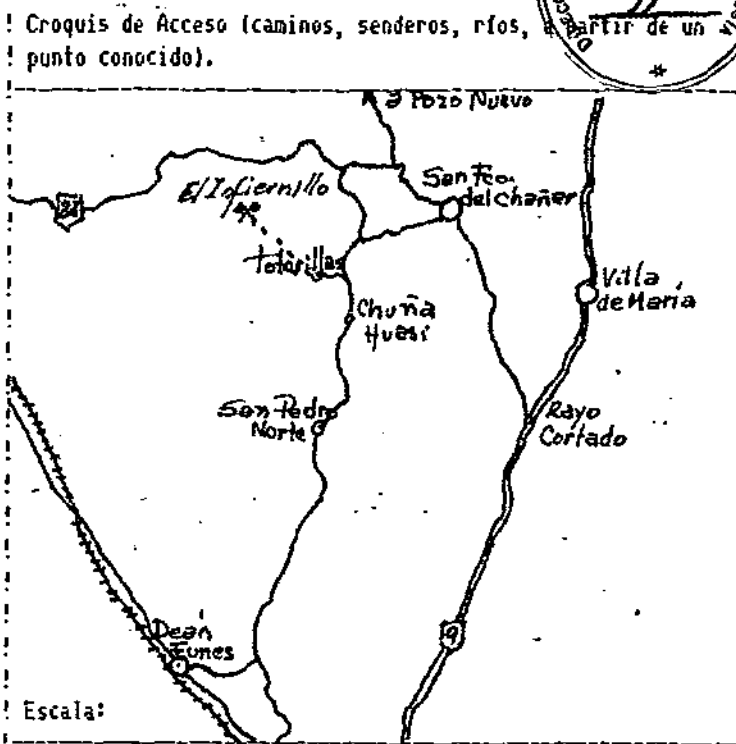 Croquis de Acceso (caminos, senderos, ríos, a partir de un
punto conocido).
a Pozo Nuevo
El Infiernillo
San Fco.
del Chañar
Totorillas
Villa
de María
Chuña
Huasi
San Pedro
Norte
Rayo
Cortado
9
Deán
Funes
Escala: